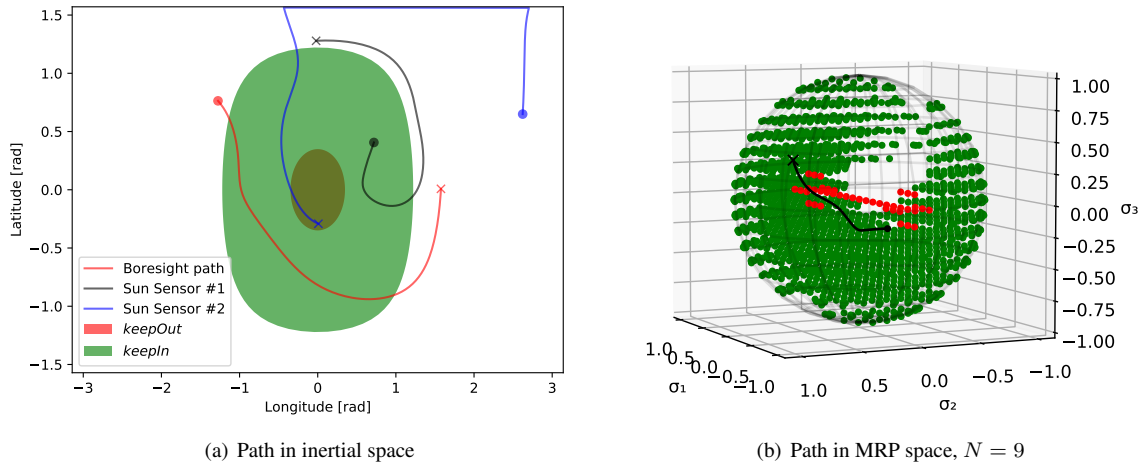 1.5
1.0
0.5
0.0
−0.5
−1.0
−1.5
Latitude [rad]
Boresight path
Sun Sensor #1
Sun Sensor #2
keepOut
keepIn
−3 −2 −1 0 1 2 3
Longitude [rad]
(a) Path in inertial space
1.00
0.75
0.50
0.25
0.00
−0.25
−0.50
−0.75
−1.00
σ₃
1.0 0.5 0.0 −0.5 −1.0
σ₁
1.0 0.5 0.0 −0.5 −1.0
σ₂
(b) Path in MRP space, N = 9